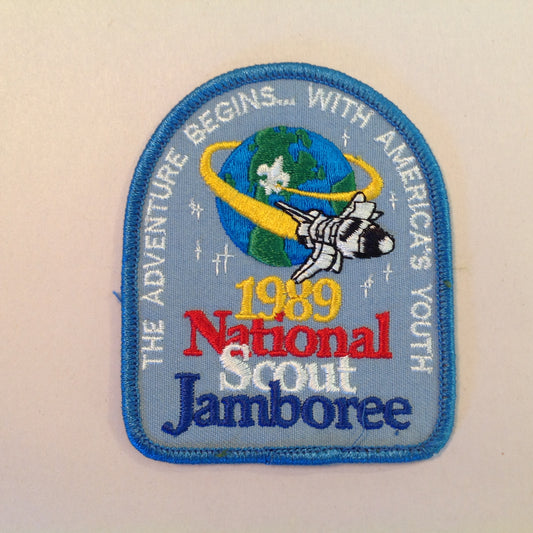 THE ADVENTURE BEGINS... WITH AMERICA'S YOUTH
1989
National
Scout
Jamboree